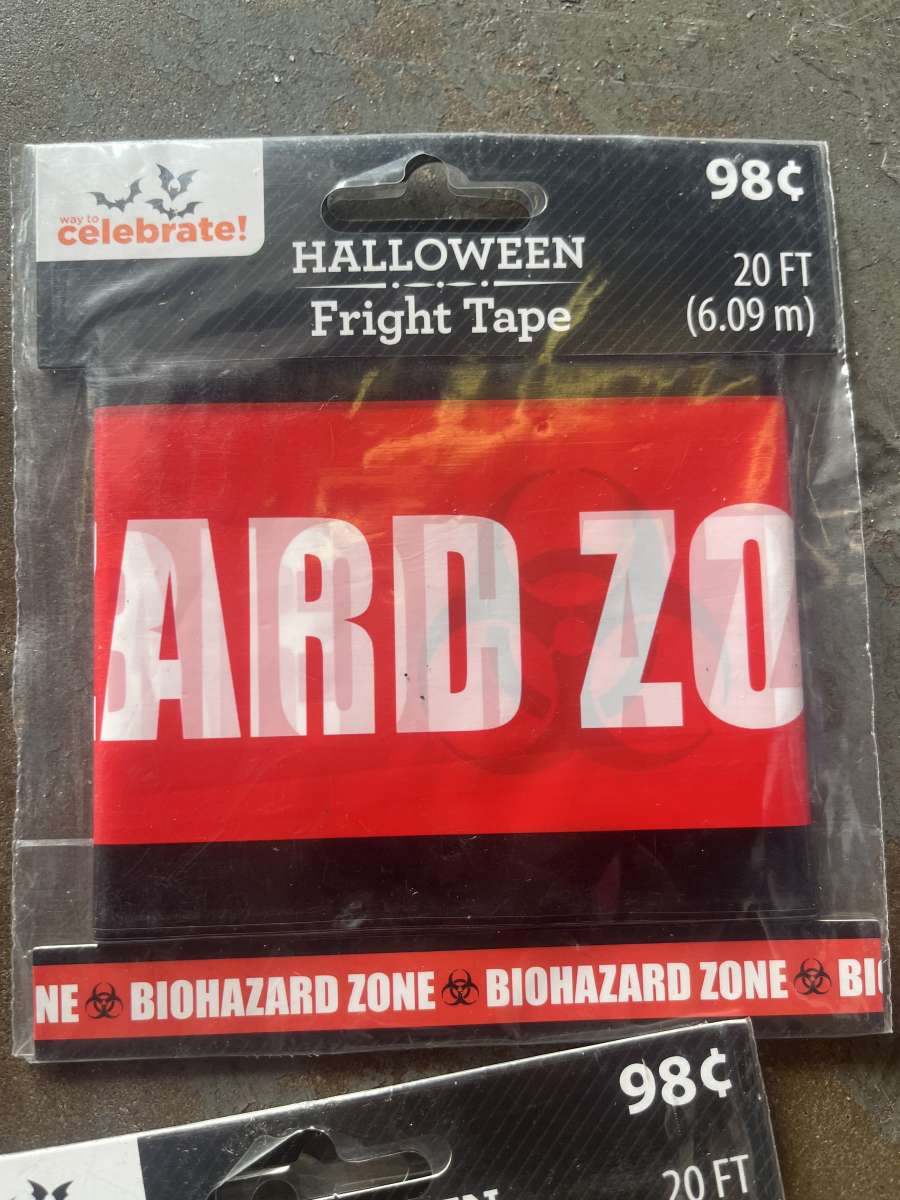 way to
celebrate!
HALLOWEEN
Fright Tape
98¢
20 FT
(6.09 m)
ARD ZO
NE BIOHAZARD ZONE BIOHAZARD ZONE BI
98¢
20 FT